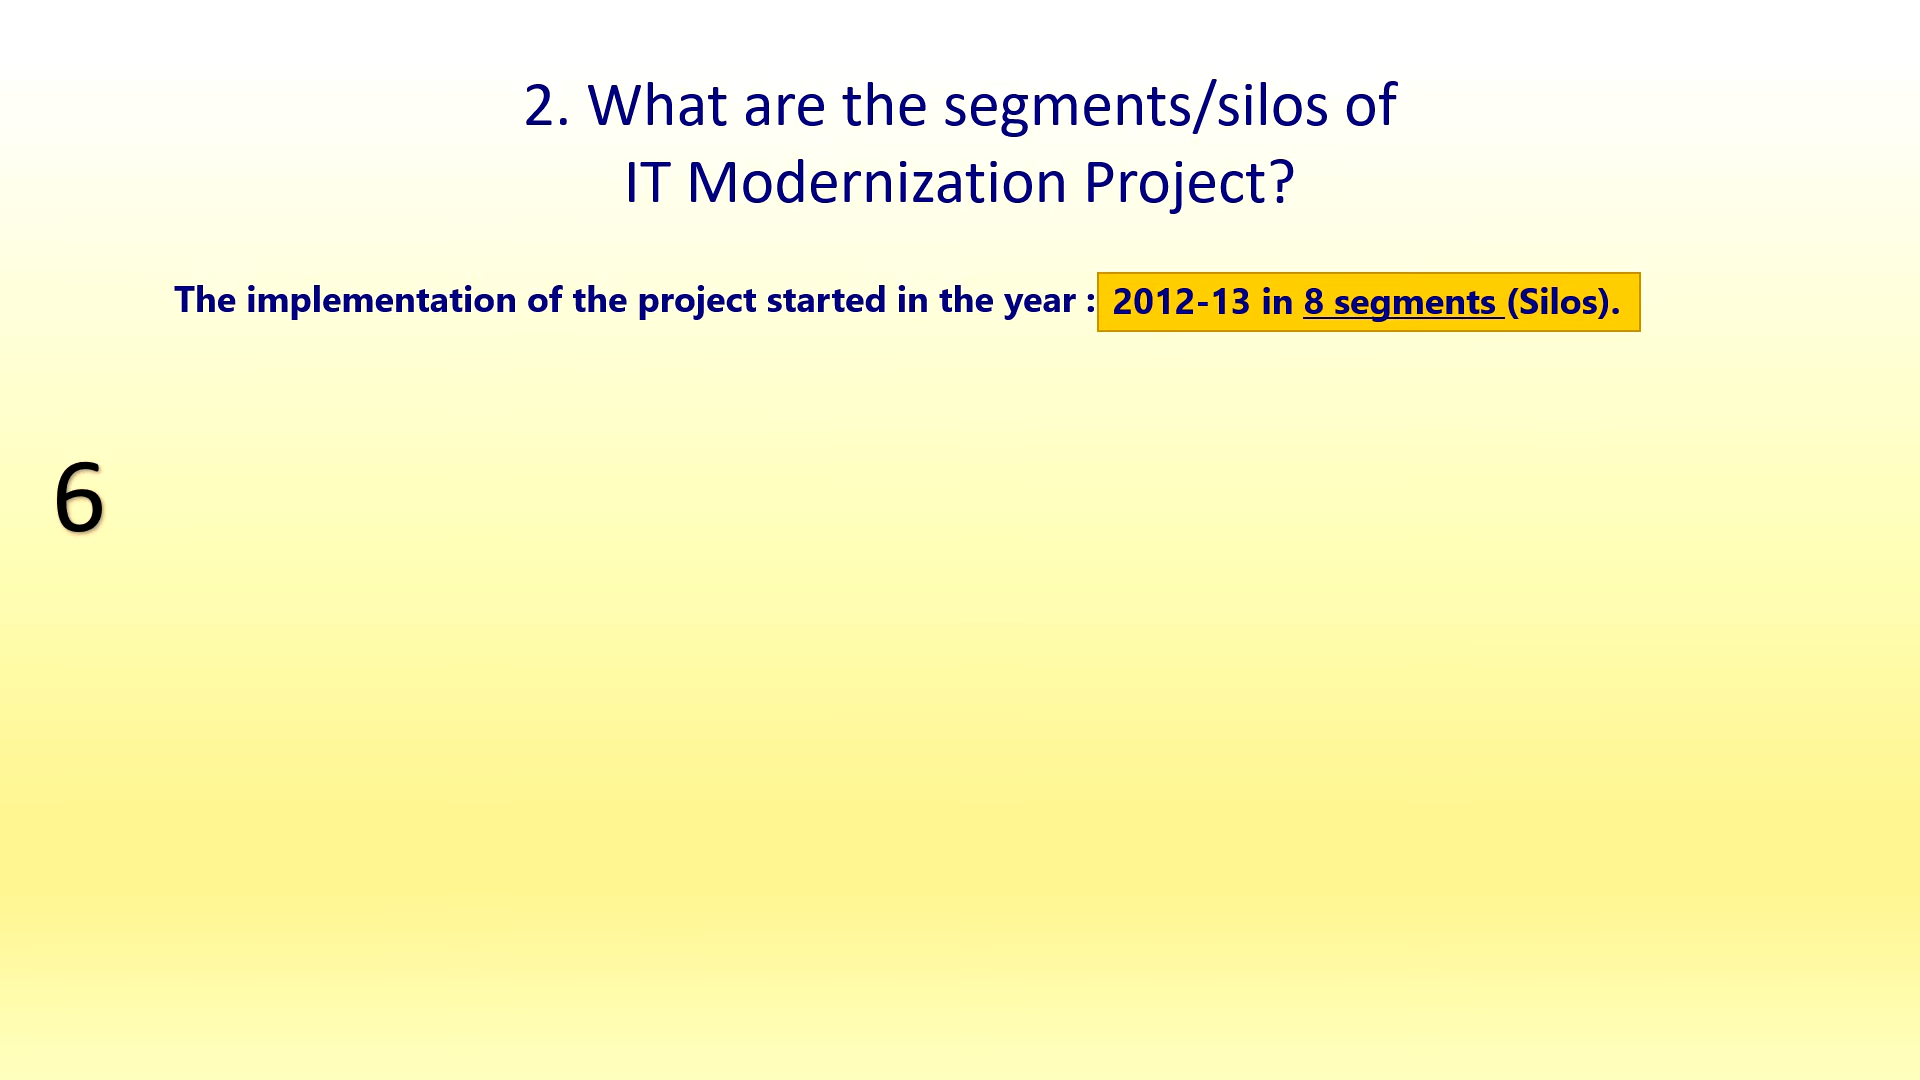 2. What are the segments/silos of
IT Modernization Project?
The implementation of the project started in the year : 2012-13 in 8 segments (Silos).
6